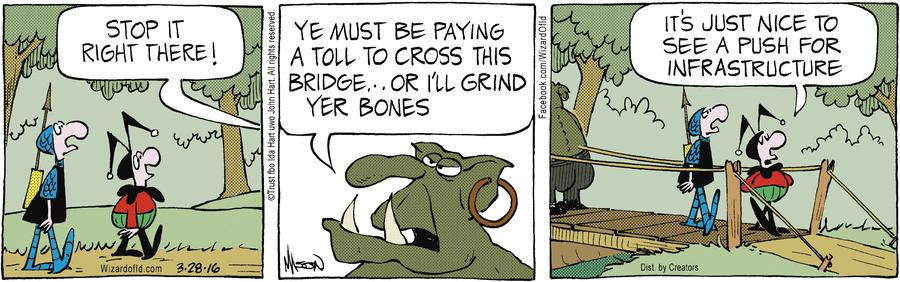 STOP IT
RIGHT THERE!
Wizardofid.com 3-28-16
©Trust fbo Ida Hart uwo John Hart. All rights reserved.
YE MUST BE PAYING
A TOLL TO CROSS THIS
BRIDGE... OR I'LL GRIND
YER BONES
MASON
Facebook.com/WizardOfId
IT'S JUST NICE TO
SEE A PUSH FOR
INFRASTRUCTURE
Dist. by Creators